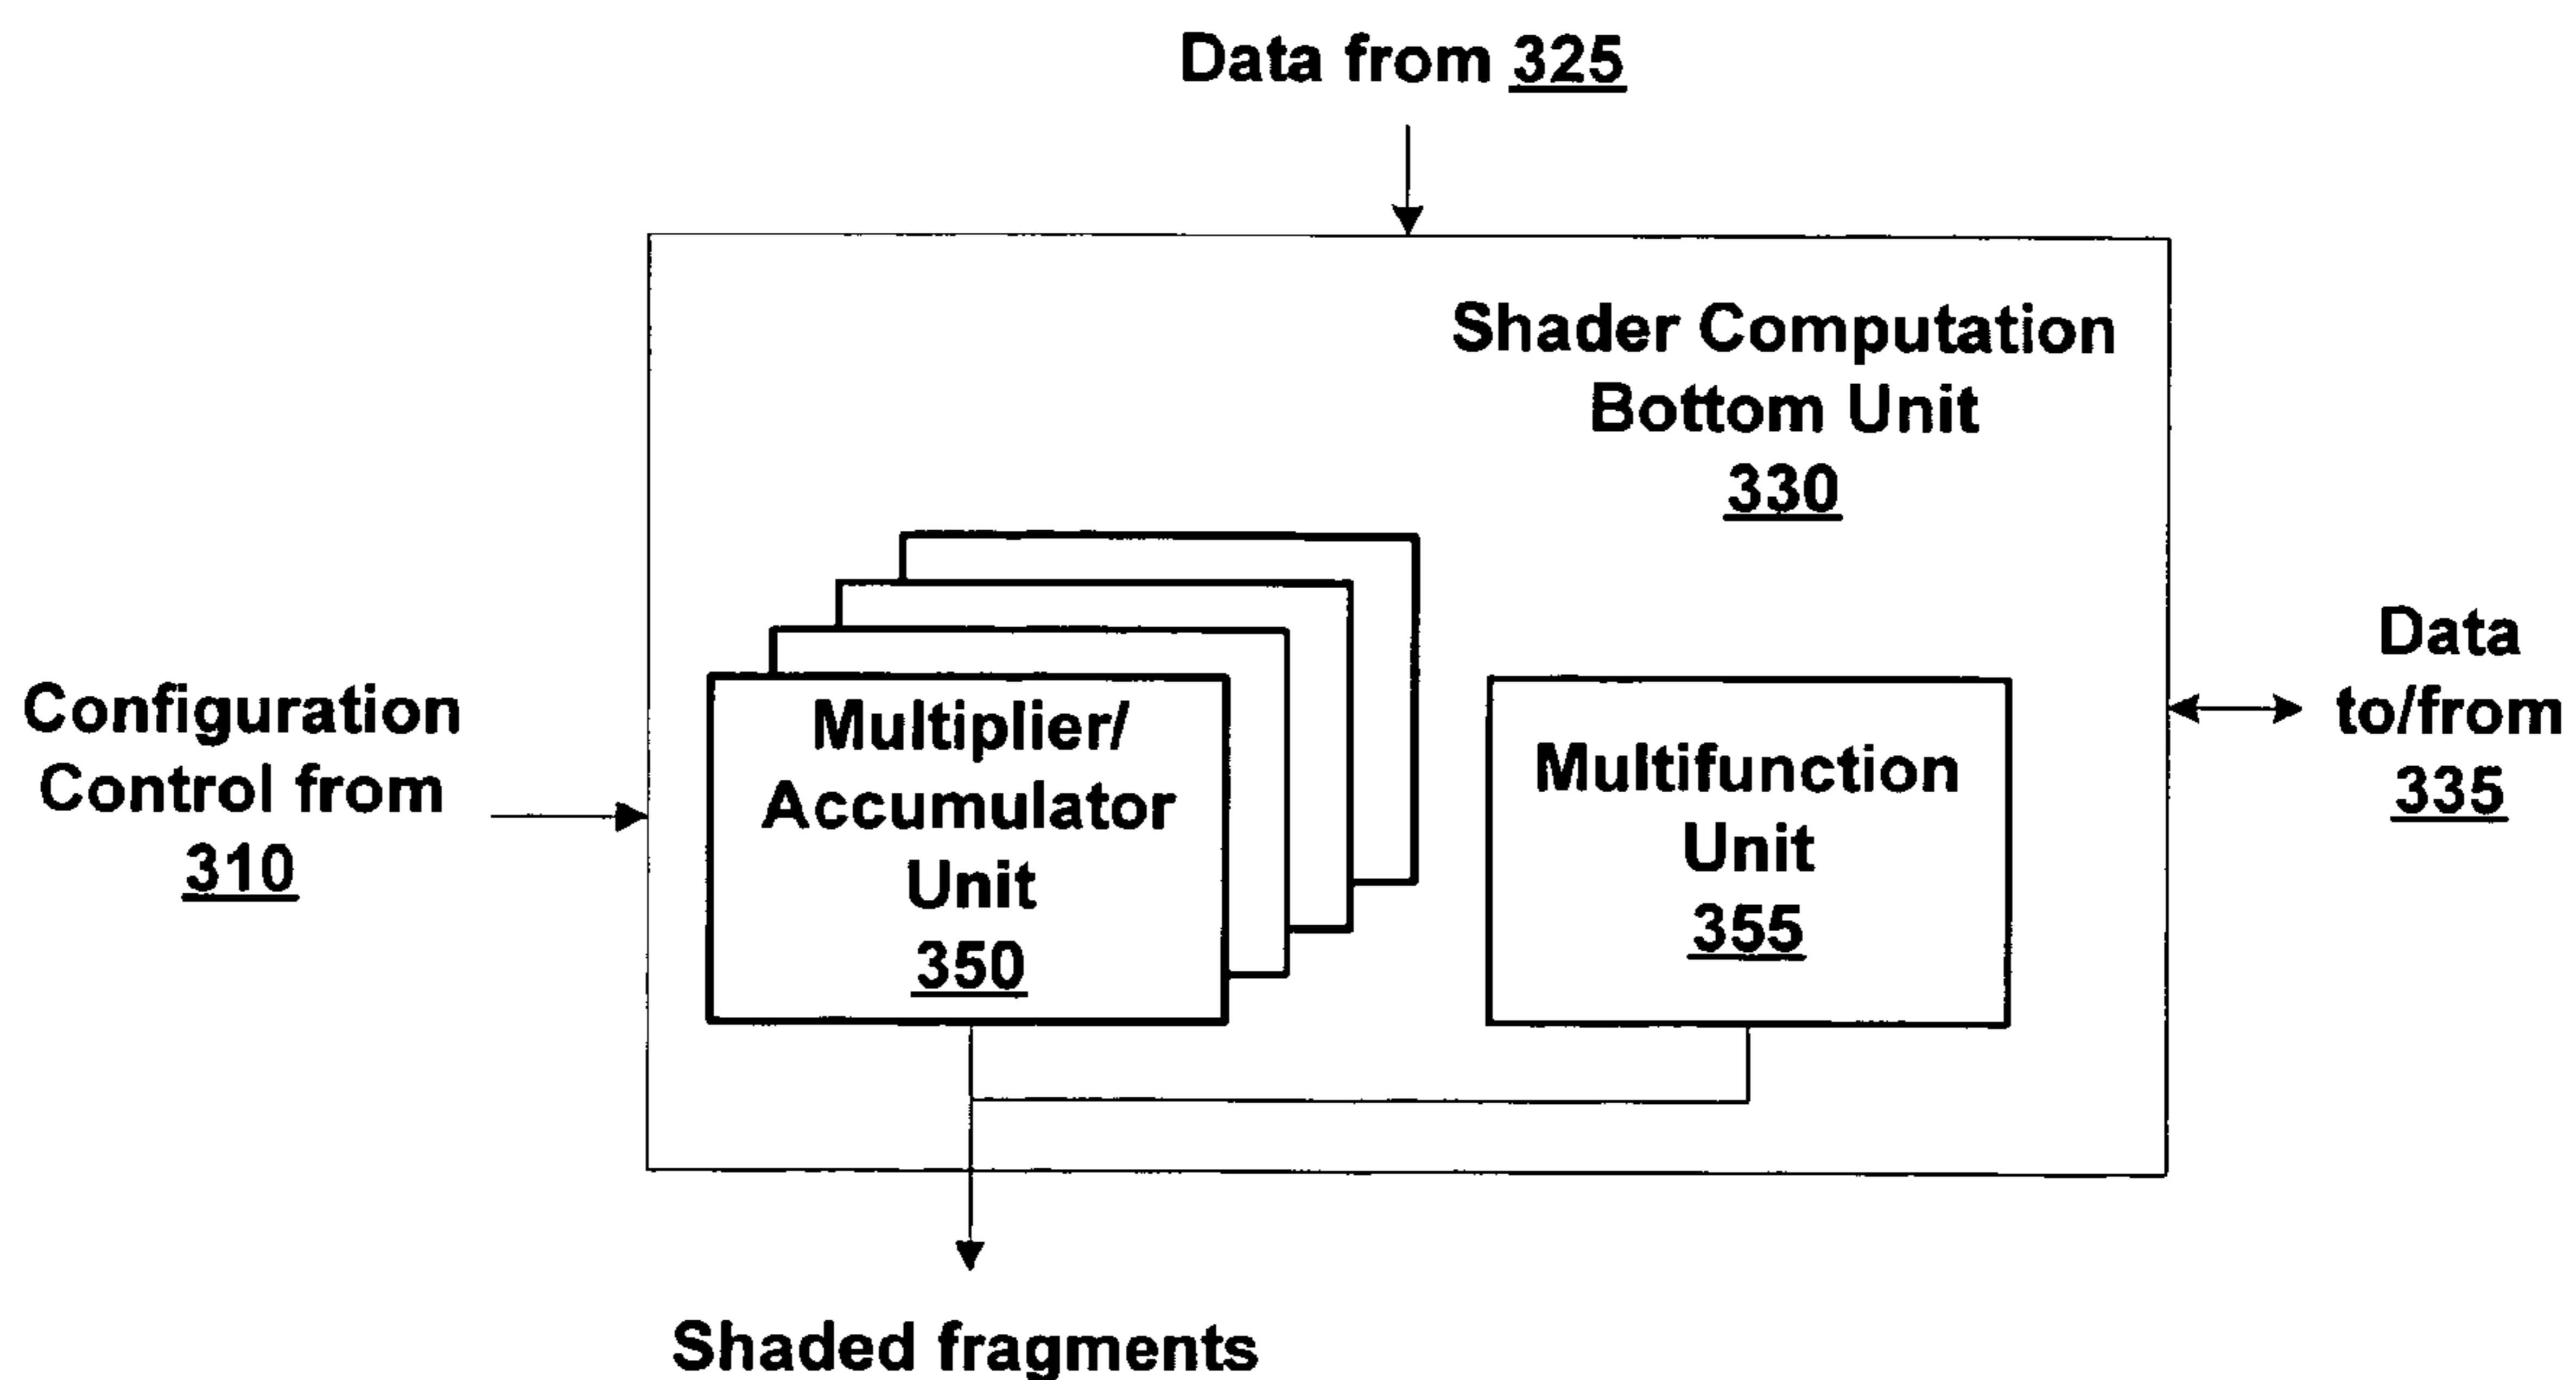 Data from 325
Shader Computation
Bottom Unit
330
Configuration
Control from
310
Multiplier/
Accumulator
Unit
350
Multifunction
Unit
355
Data
to/from
335
Shaded fragments